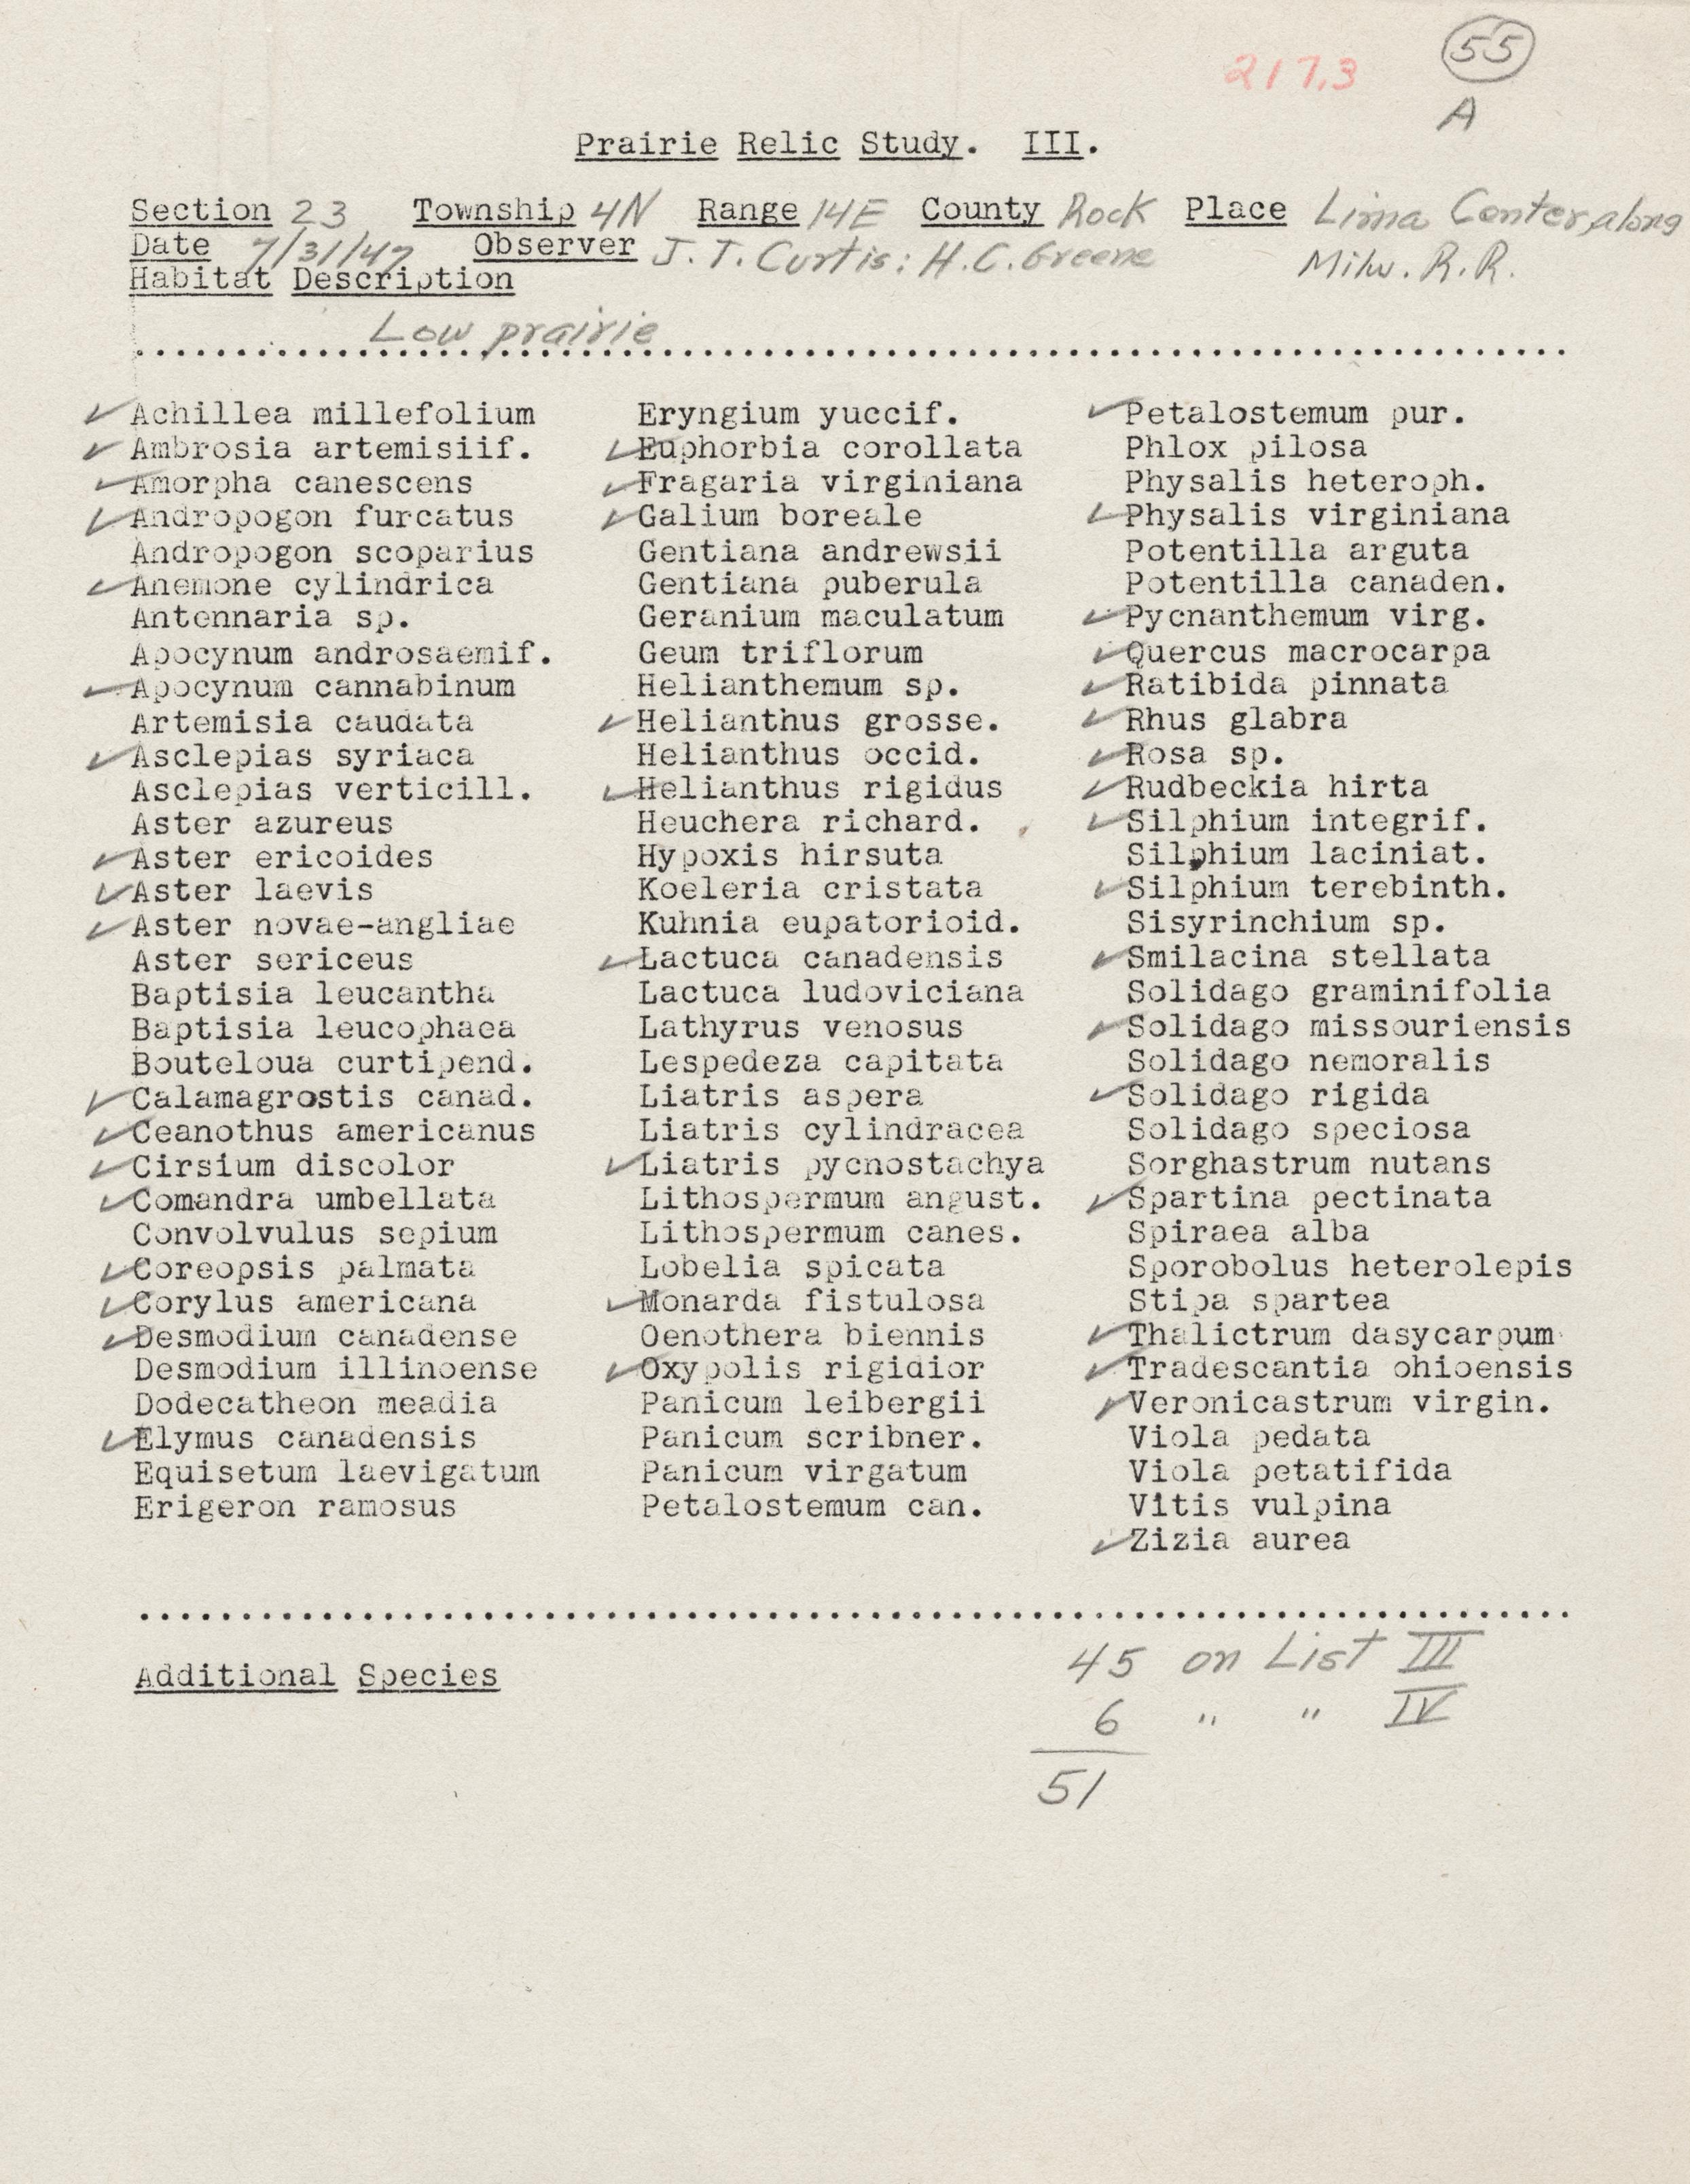 217.3 55
A
Prairie Relic Study. III.
Section 23 Township 4N Range 14E County Rock Place Lima Center, along
Date 7/31/47 Observer J. T. Curtis: H. C. Greene Milw. R.R.
Habitat Description
Low prairie
✓ Achillea millefolium Eryngium yuccif. ✓ Petalostemum pur.
✓ Ambrosia artemisiif. ✓ Euphorbia corollata Phlox pilosa
✓ Amorpha canescens ✓ Fragaria virginiana Physalis heteroph.
✓ Andropogon furcatus ✓ Galium boreale ✓ Physalis virginiana
Andropogon scoparius Gentiana andrewsii Potentilla arguta
✓ Anemone cylindrica Gentiana puberula Potentilla canaden.
Antennaria sp. Geranium maculatum ✓ Pycnanthemum virg.
Apocynum androsaemif. Geum triflorum ✓ Quercus macrocarpa
✓ Apocynum cannabinum Helianthemum sp. ✓ Ratibida pinnata
Artemisia caudata ✓ Helianthus grosse. ✓ Rhus glabra
✓ Asclepias syriaca Helianthus occid. ✓ Rosa sp.
Asclepias verticill. ✓ Helianthus rigidus ✓ Rudbeckia hirta
Aster azureus Heuchera richard. ✓ Silphium integrif.
✓ Aster ericoides Hypoxis hirsuta Silphium laciniat.
✓ Aster laevis Koeleria cristata ✓ Silphium terebinth.
✓ Aster novae-angliae Kuhnia eupatorioid. Sisyrinchium sp.
Aster sericeus ✓ Lactuca canadensis ✓ Smilacina stellata
Baptisia leucantha Lactuca ludoviciana Solidago graminifolia
Baptisia leucophaea Lathyrus venosus ✓ Solidago missouriensis
Bouteloua curtipend. Lespedeza capitata Solidago nemoralis
✓ Calamagrostis canad. Liatris aspera ✓ Solidago rigida
✓ Ceanothus americanus Liatris cylindracea Solidago speciosa
✓ Cirsium discolor ✓ Liatris pycnostachya Sorghastrum nutans
✓ Comandra umbellata Lithospermum angust. ✓ Spartina pectinata
Convolvulus sepium Lithospermum canes. Spiraea alba
✓ Coreopsis palmata Lobelia spicata Sporobolus heterolepis
✓ Corylus americana ✓ Monarda fistulosa Stipa spartea
✓ Desmodium canadense Oenothera biennis ✓ Thalictrum dasycarpum
Desmodium illinoense ✓ Oxypolis rigidior ✓ Tradescantia ohioensis
Dodecatheon meadia Panicum leibergii ✓ Veronicastrum virgin.
✓ Elymus canadensis Panicum scribner. Viola pedata
Equisetum laevigatum Panicum virgatum Viola petatifida
Erigeron ramosus Petalostemum can. Vitis vulpina
✓ Zizia aurea
45 on List III
Additional Species
6 " " IV
51